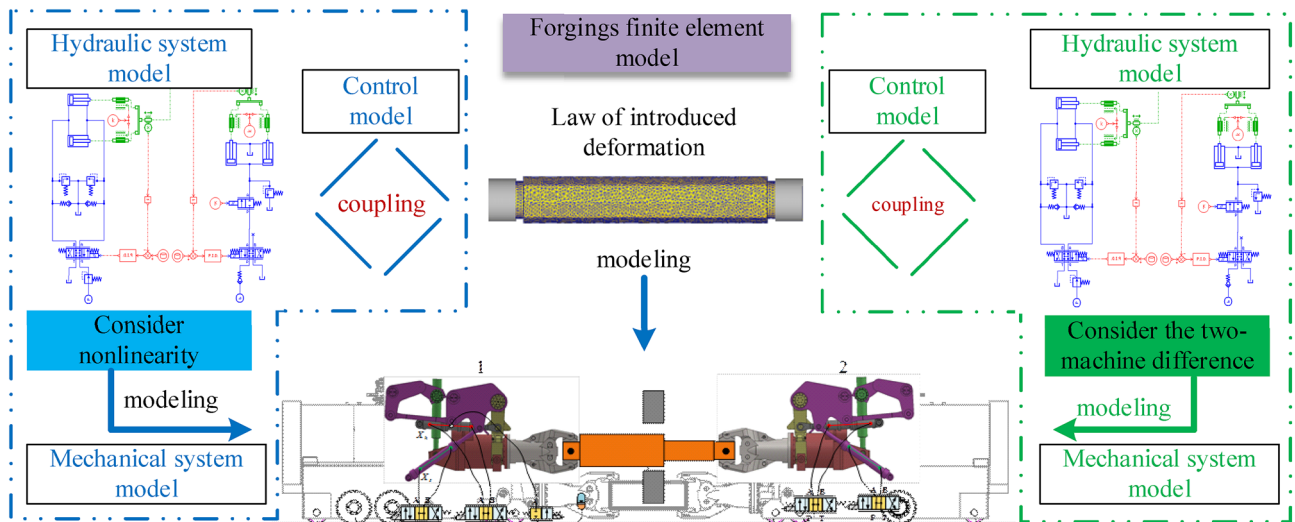 Hydraulic system
model
Control
model
coupling
Consider
nonlinearity
modeling
Mechanical system
model
Forgings finite element
model
Law of introduced
deformation
modeling
1
2
Control
model
coupling
Hydraulic system
model
Consider the two-
machine difference
modeling
Mechanical system
model